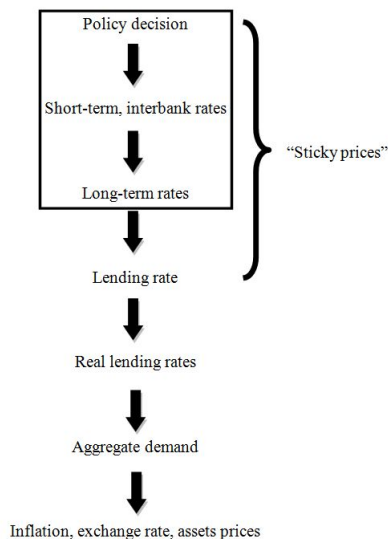 Policy decision
Short-term, interbank rates
“Sticky prices”
Long-term rates
Lending rate
Real lending rates
Aggregate demand
Inflation, exchange rate, assets prices